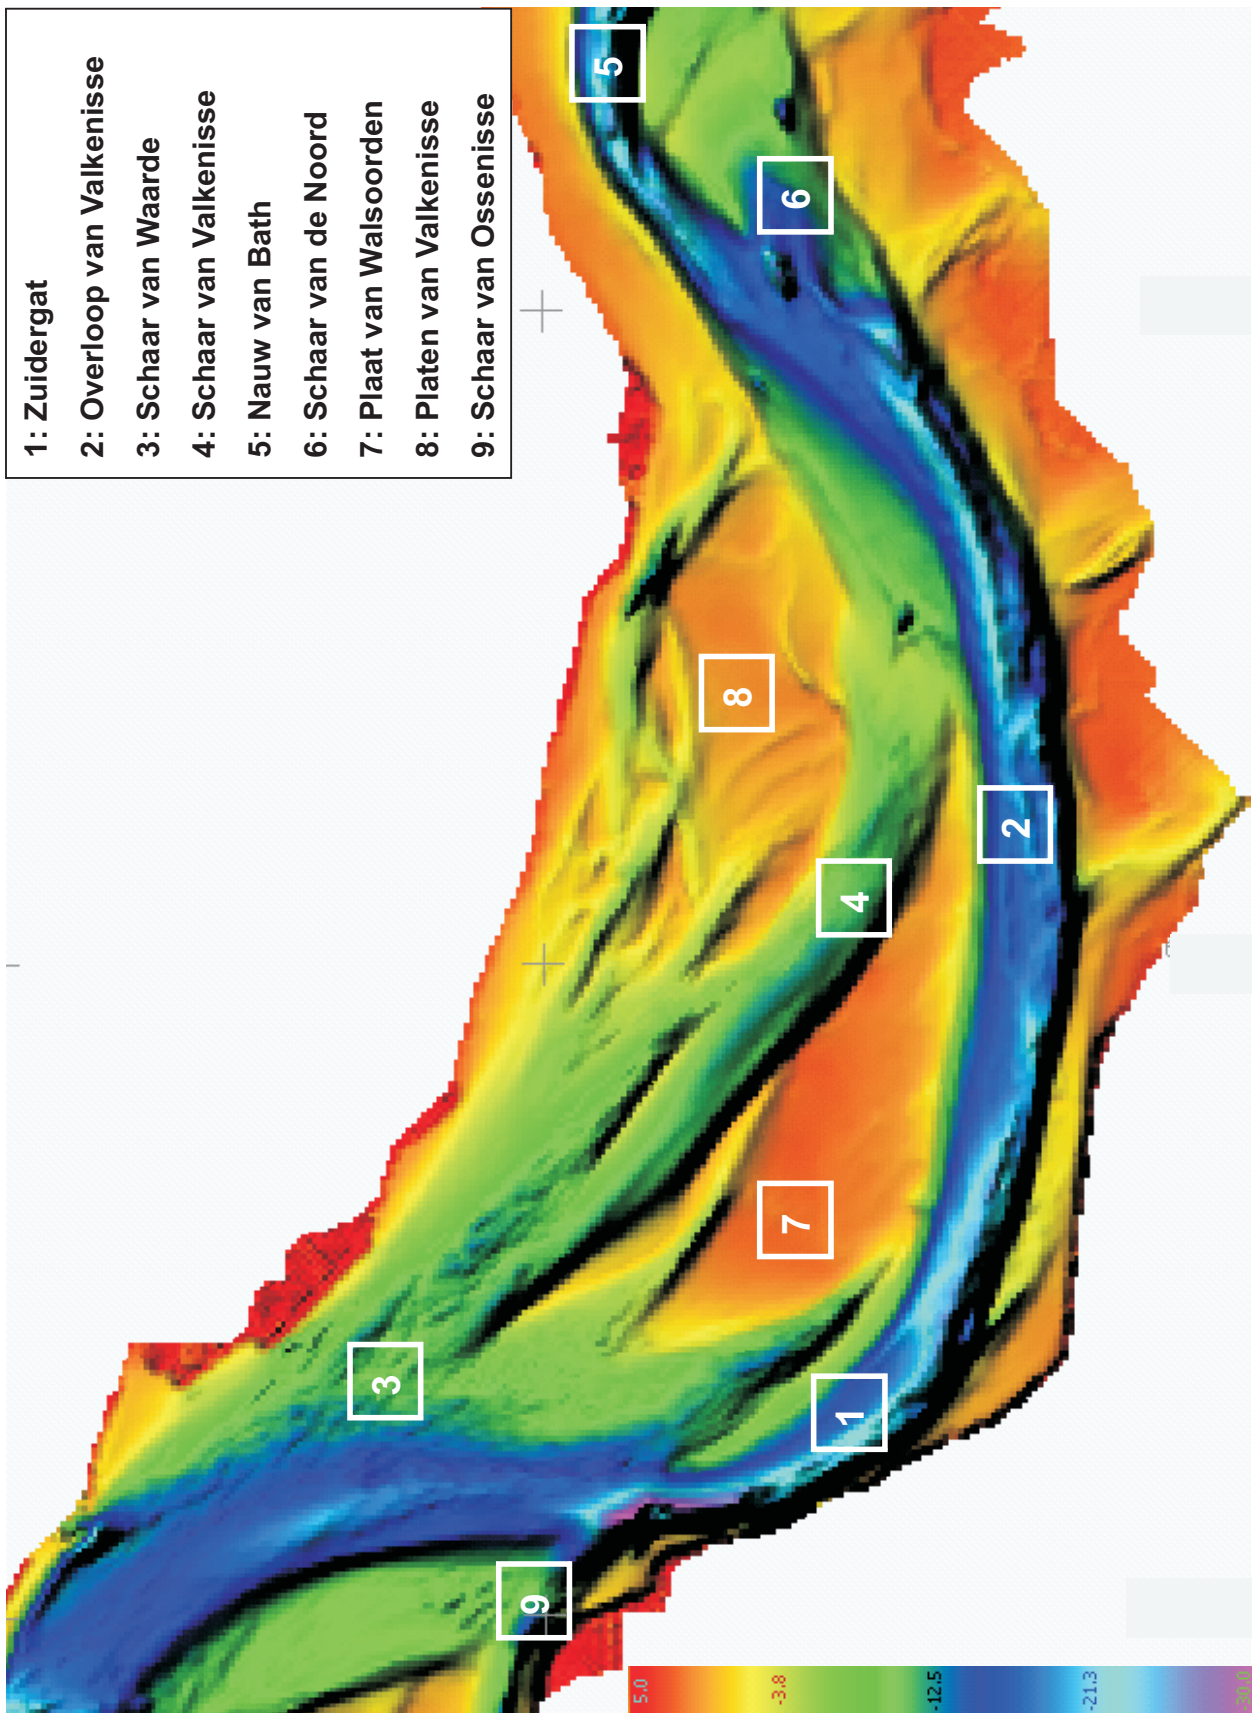 1: Zuidergat
2: Overloop van Valkenisse
3: Schaar van Waarde
4: Schaar van Valkenisse
5: Nauw van Bath
6: Schaar van de Noord
7: Plaat van Walsoorden
8: Platen van Valkenisse
9: Schaar van Ossenisse
5
6
8
4
2
7
3
1
9
5.0
-3.8
-12.5
-21.3
-30.0